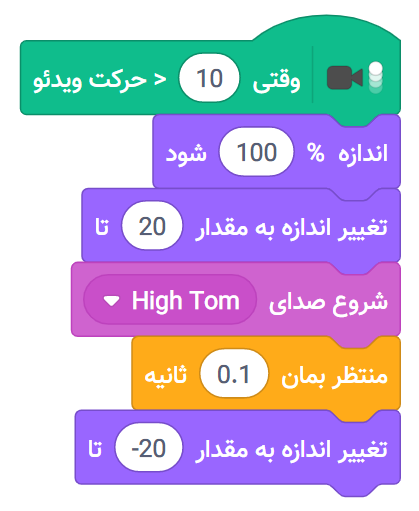 وقتی 10 < حرکت ویدئو
اندازه % 100 شود
تغییر اندازه به مقدار 20 تا
شروع صدای High Tom
منتظر بمان 0.1 ثانیه
تغییر اندازه به مقدار -20 تا